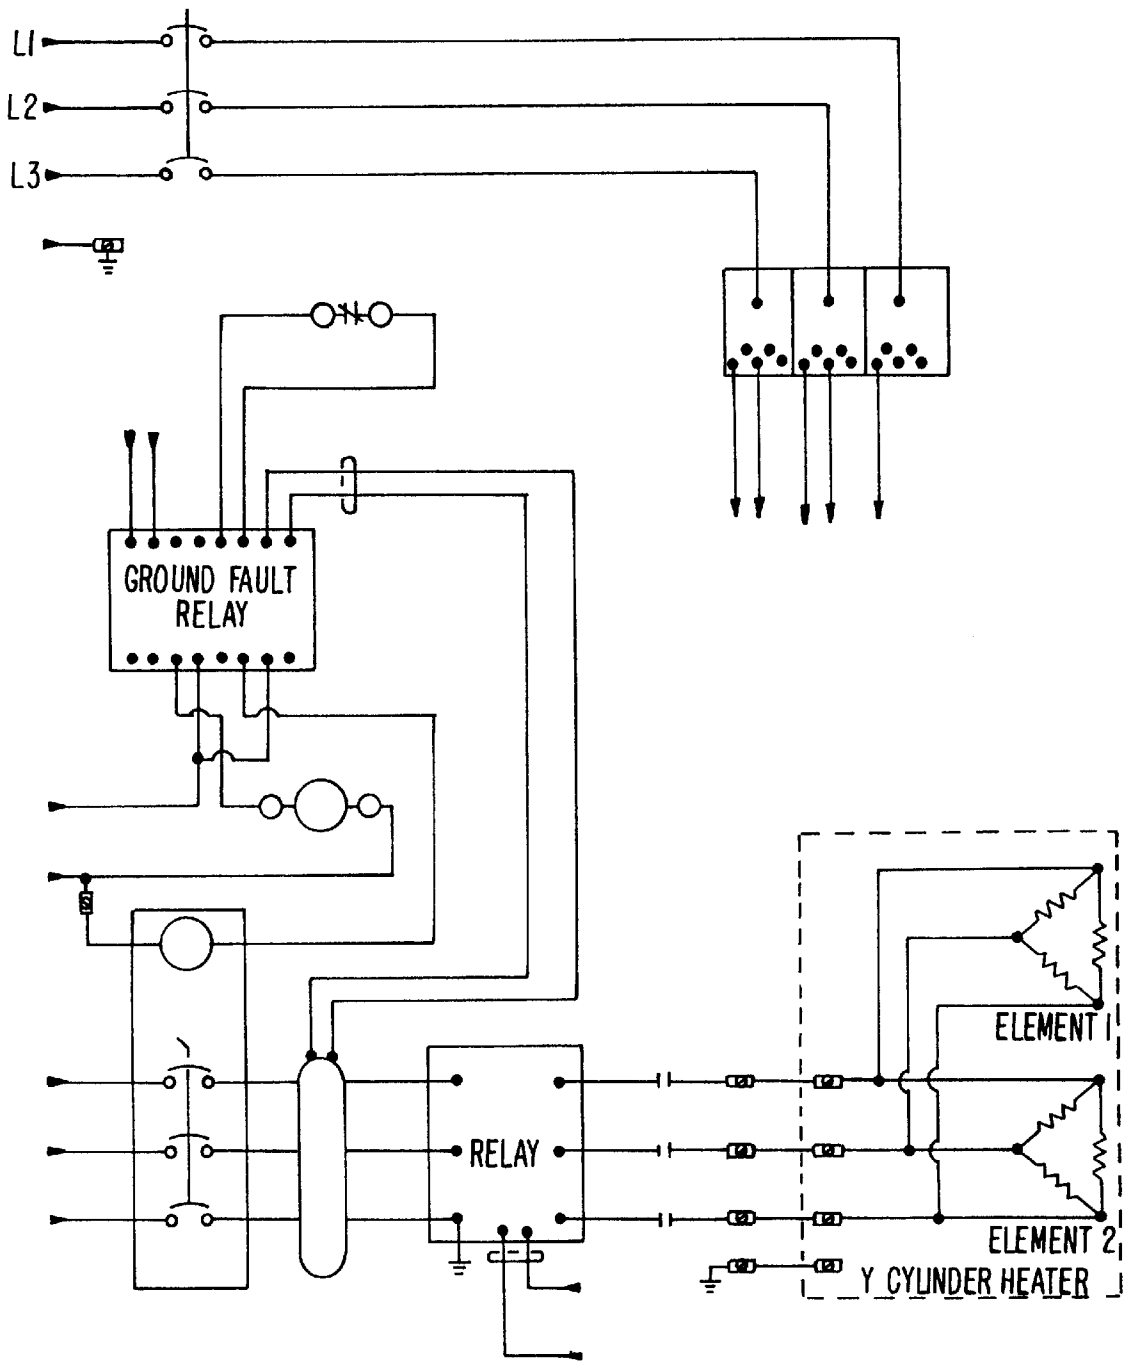 L1
L2
L3
GROUND FAULT
RELAY
ELEMENT 1
RELAY
ELEMENT 2
Y CYLINDER HEATER